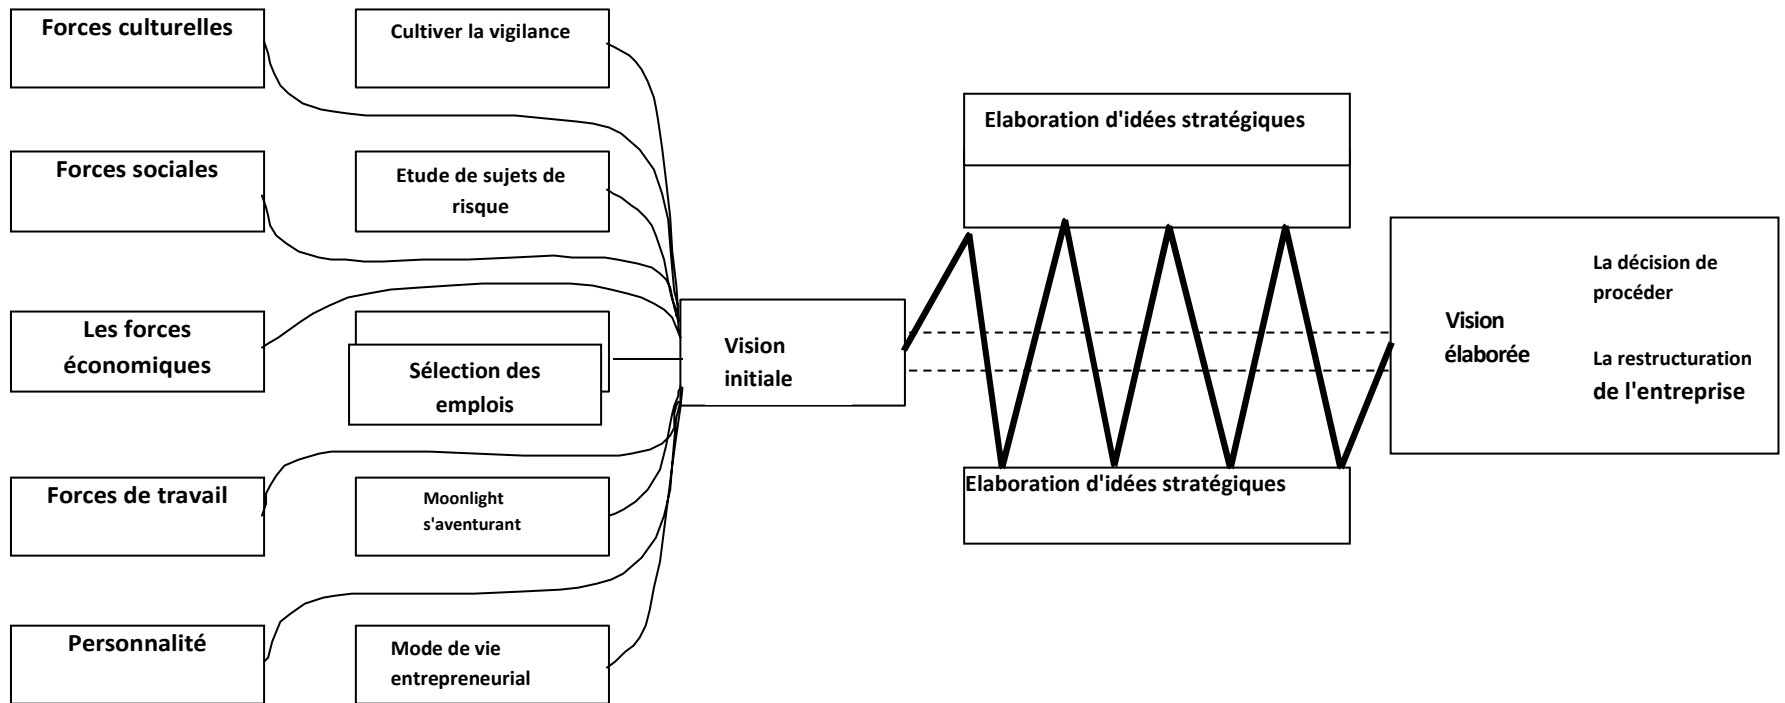 Forces culturelles
Cultiver la vigilance
Elaboration d'idées stratégiques
Forces sociales
Etude de sujets de
risque
Les forces
économiques
Sélection des
emplois
Vision
initiale
Vision
élaborée
La décision de
procéder
La restructuration
de l'entreprise
Forces de travail
Moonlight
s'aventurant
Elaboration d'idées stratégiques
Personnalité
Mode de vie
entrepreneurial